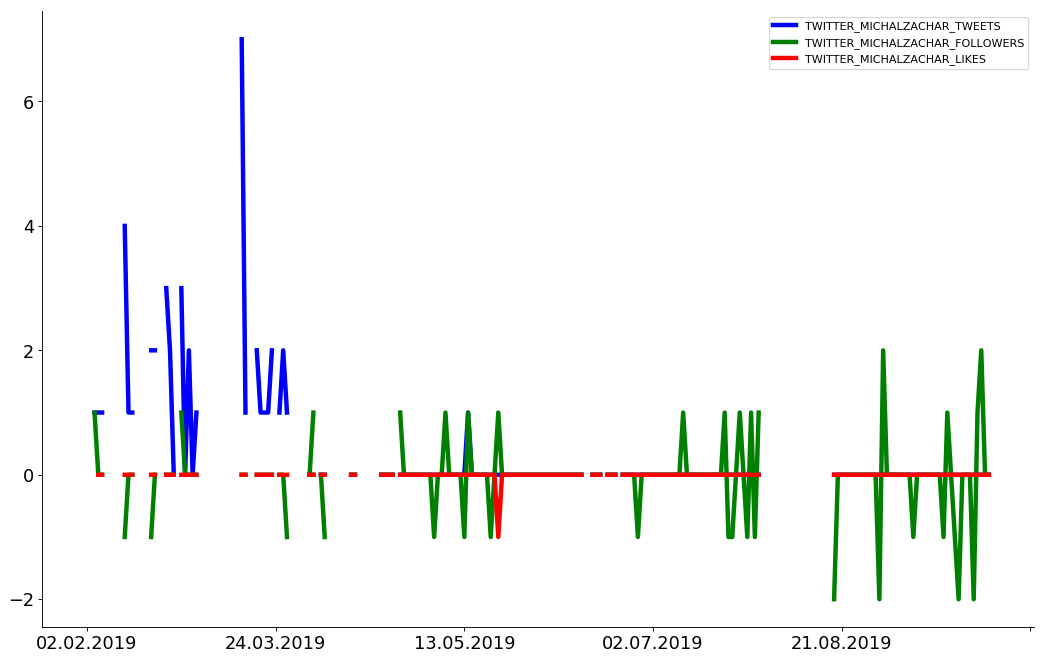 TWITTER_MICHALZACHAR_TWEETS
TWITTER_MICHALZACHAR_FOLLOWERS
TWITTER_MICHALZACHAR_LIKES
6
4
2
0
−2
02.02.2019 24.03.2019 13.05.2019 02.07.2019 21.08.2019